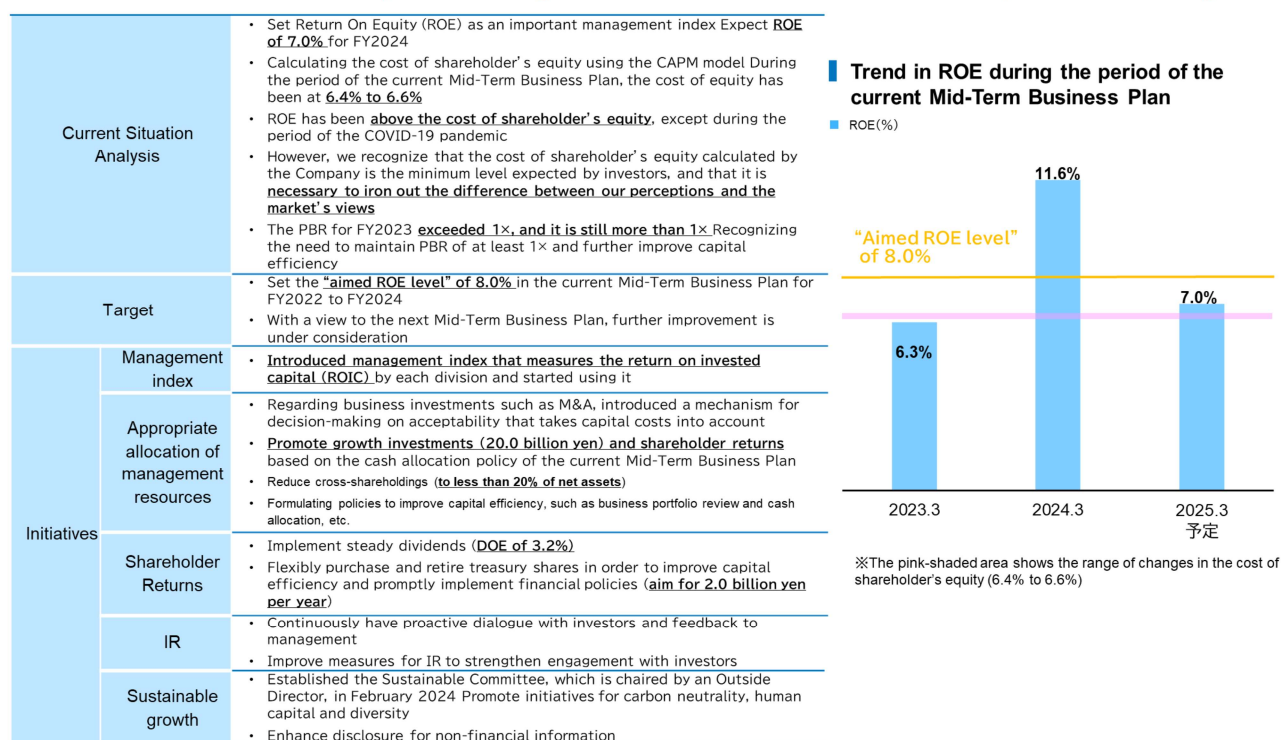 Current Situation
Analysis
• Set Return On Equity (ROE) as an important management index Expect ROE
of 7.0% for FY2024
• Calculating the cost of shareholder's equity using the CAPM model During
the period of the current Mid-Term Business Plan, the cost of equity has
been at 6.4% to 6.6%
• ROE has been above the cost of shareholder's equity, except during the
period of the COVID-19 pandemic
• However, we recognize that the cost of shareholder's equity calculated by
the Company is the minimum level expected by investors, and that it is
necessary to iron out the difference between our perceptions and the
market's views
• The PBR for FY2023 exceeded 1×, and it is still more than 1× Recognizing
the need to maintain PBR of at least 1× and further improve capital
efficiency
Target
• Set the "aimed ROE level" of 8.0% in the current Mid-Term Business Plan for
FY2022 to FY2024
• With a view to the next Mid-Term Business Plan, further improvement is
under consideration
Initiatives
Management
index
• Introduced management index that measures the return on invested
capital (ROIC) by each division and started using it
Appropriate
allocation of
management
resources
• Regarding business investments such as M&A, introduced a mechanism for
decision-making on acceptability that takes capital costs into account
• Promote growth investments (20.0 billion yen) and shareholder returns
based on the cash allocation policy of the current Mid-Term Business Plan
• Reduce cross-shareholdings (to less than 20% of net assets)
• Formulating policies to improve capital efficiency, such as business portfolio review and cash
allocation, etc.
Shareholder
Returns
• Implement steady dividends (DOE of 3.2%)
• Flexibly purchase and retire treasury shares in order to improve capital
efficiency and promptly implement financial policies (aim for 2.0 billion yen
per year)
IR
• Continuously have proactive dialogue with investors and feedback to
management
• Improve measures for IR to strengthen engagement with investors
Sustainable
growth
• Established the Sustainable Committee, which is chaired by an Outside
Director, in February 2024 Promote initiatives for carbon neutrality, human
capital and diversity
• Enhance disclosure for non-financial information
Trend in ROE during the period of the
current Mid-Term Business Plan
ROE(%)
11.6%
"Aimed ROE level"
of 8.0%
7.0%
6.3%
2023.3
2024.3
2025.3
予定
※The pink-shaded area shows the range of changes in the cost of
shareholder's equity (6.4% to 6.6%)